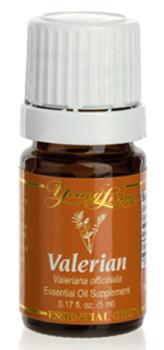 Young Living
Valerian
Valeriana officinalis
Essential Oil Supplement
0.17 fl. oz (5 ml)
ESSENTIAL OILS